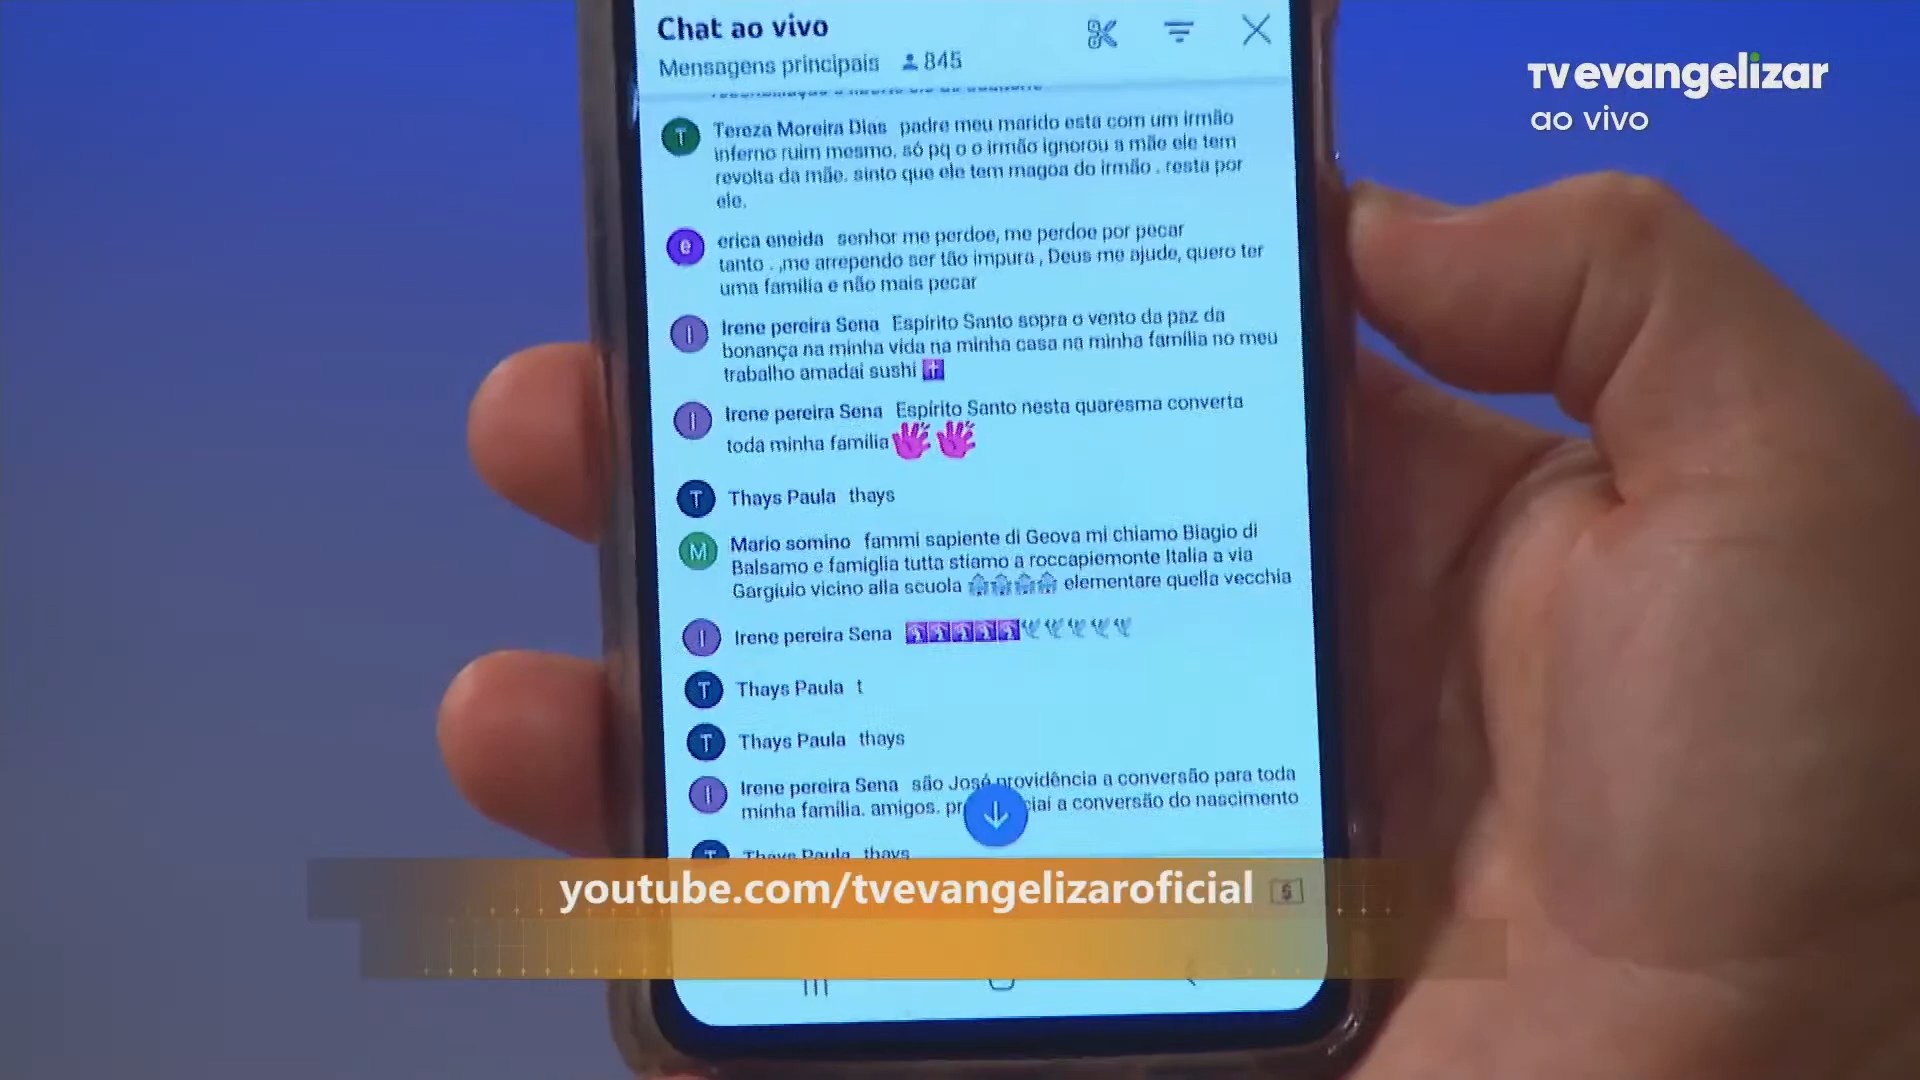 Chat ao vivo
Mensagens principais 845
TV evangelizar
ao vivo
Tereza Moreira Dias padre meu marido esta com um irmão
inferno ruim mesmo. só pq o o irmão ignorou a mãe ele tem
revolta da mãe. sinto que ele tem magoa do irmão . resta por
ele.
erica eneida senhor me perdoe, me perdoe por pecar
tanto . ,me arrependo ser tão impura , Deus me ajude, quero ter
uma familia e não mais pecar
Irene pereira Sena Espírito Santo sopra o vento da paz da
bonança na minha vida na minha casa na minha família no meu
trabalho amadai sushi ✝️
Irene pereira Sena Espírito Santo nesta quaresma converta
toda minha família
Thays Paula thays
Mario somino fammi sapiente di Geova mi chiamo Biagio di
Balsamo e famiglia tutta stiamo a roccapiemonte Italia a via
Gargiulo vicino alla scuola elementare quella vecchia
Irene pereira Sena
Thays Paula t
Thays Paula thays
Irene pereira Sena são José providência a conversão para toda
minha família. amigos. a conversão do nascimento
Thays Paula thays
youtube.com/tvevangelizaroficial